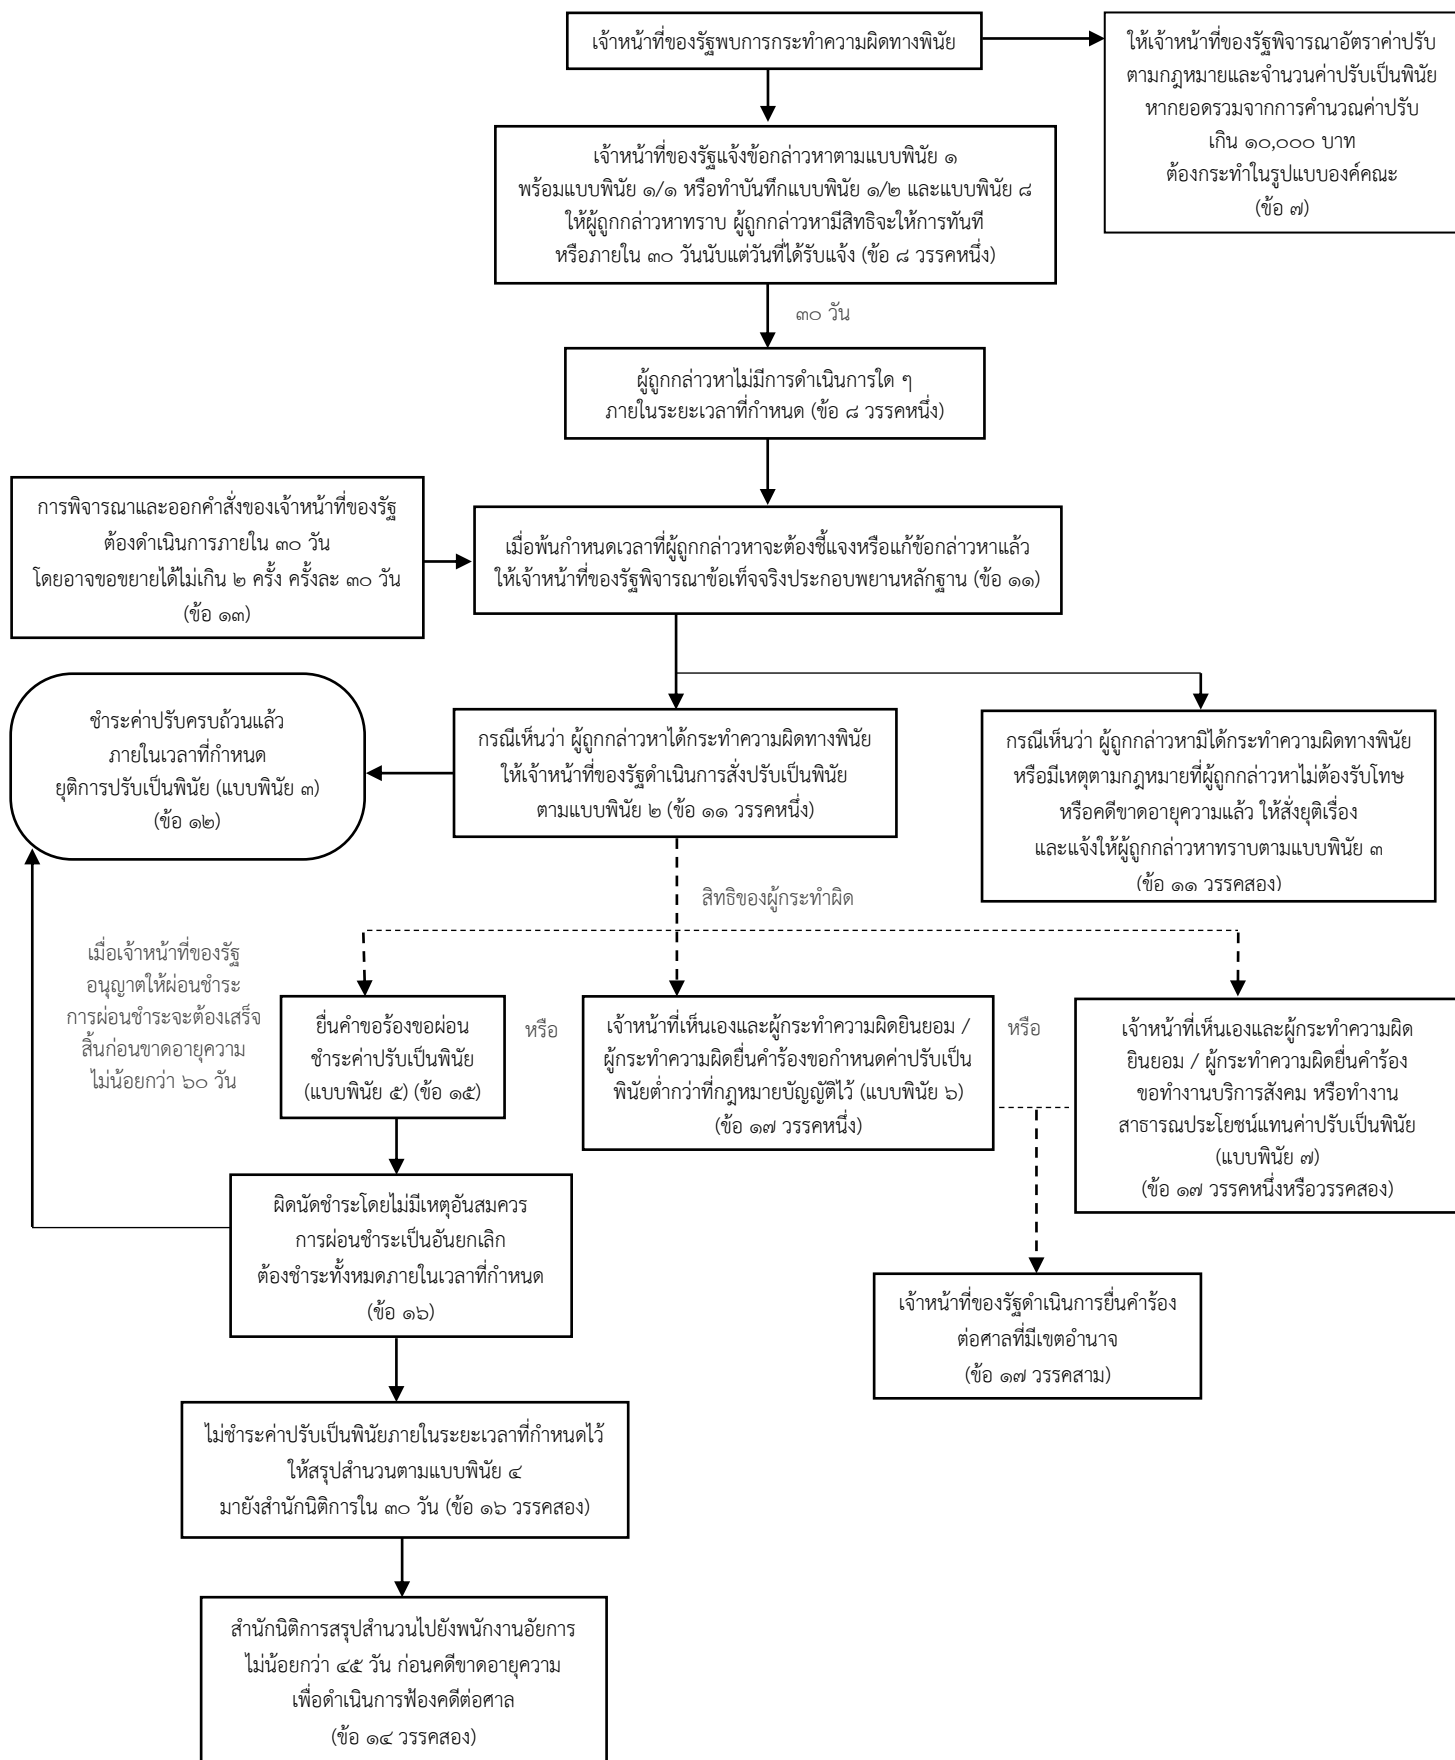 เจ้าหน้าที่ของรัฐพบการกระทำความผิดทางพินัย
ให้เจ้าหน้าที่ของรัฐพิจารณาอัตราค่าปรับ
ตามกฎหมายและจำนวนค่าปรับเป็นพินัย
หากยอดรวมจากการคำนวณค่าปรับ
เกิน ๑๐,๐๐๐ บาท
ต้องกระทำในรูปแบบองค์คณะ
(ข้อ ๗)
เจ้าหน้าที่ของรัฐแจ้งข้อกล่าวหาตามแบบพินัย ๑
พร้อมแบบพินัย ๑/๑ หรือทำบันทึกแบบพินัย ๑/๒ และแบบพินัย ๘
ให้ผู้ถูกกล่าวหาทราบ ผู้ถูกกล่าวหามีสิทธิจะให้การทันที
หรือภายใน ๓๐ วันนับแต่วันที่ได้รับแจ้ง (ข้อ ๘ วรรคหนึ่ง)
๓๐ วัน
ผู้ถูกกล่าวหาไม่มีการดำเนินการใด ๆ
ภายในระยะเวลาที่กำหนด (ข้อ ๘ วรรคหนึ่ง)
การพิจารณาและออกคำสั่งของเจ้าหน้าที่ของรัฐ
ต้องดำเนินการภายใน ๓๐ วัน
โดยอาจขอขยายได้ไม่เกิน ๒ ครั้ง ครั้งละ ๓๐ วัน
(ข้อ ๑๓)
เมื่อพ้นกำหนดเวลาที่ผู้ถูกกล่าวหาจะต้องชี้แจงหรือแก้ข้อกล่าวหาแล้ว
ให้เจ้าหน้าที่ของรัฐพิจารณาข้อเท็จจริงประกอบพยานหลักฐาน (ข้อ ๑๑)
ชำระค่าปรับครบถ้วนแล้ว
ภายในเวลาที่กำหนด
ยุติการปรับเป็นพินัย (แบบพินัย ๓)
(ข้อ ๑๒)
กรณีเห็นว่า ผู้ถูกกล่าวหาได้กระทำความผิดทางพินัย
ให้เจ้าหน้าที่ของรัฐดำเนินการสั่งปรับเป็นพินัย
ตามแบบพินัย ๒ (ข้อ ๑๑ วรรคหนึ่ง)
กรณีเห็นว่า ผู้ถูกกล่าวหามิได้กระทำความผิดทางพินัย
หรือมีเหตุตามกฎหมายที่ผู้ถูกกล่าวหาไม่ต้องรับโทษ
หรือคดีขาดอายุความแล้ว ให้สั่งยุติเรื่อง
และแจ้งให้ผู้ถูกกล่าวหาทราบตามแบบพินัย ๓
(ข้อ ๑๑ วรรคสอง)
สิทธิของผู้กระทำผิด
เมื่อเจ้าหน้าที่ของรัฐ
อนุญาตให้ผ่อนชำระ
การผ่อนชำระจะต้องเสร็จ
สิ้นก่อนขาดอายุความ
ไม่น้อยกว่า ๖๐ วัน
ยื่นคำขอร้องขอผ่อน
ชำระค่าปรับเป็นพินัย
(แบบพินัย ๕) (ข้อ ๑๕)
หรือ
เจ้าหน้าที่เห็นเองและผู้กระทำความผิดยินยอม /
ผู้กระทำความผิดยื่นคำร้องขอกำหนดค่าปรับเป็น
พินัยต่ำกว่าที่กฎหมายบัญญัติไว้ (แบบพินัย ๖)
(ข้อ ๑๗ วรรคหนึ่ง)
หรือ
เจ้าหน้าที่เห็นเองและผู้กระทำความผิด
ยินยอม / ผู้กระทำความผิดยื่นคำร้อง
ขอทำงานบริการสังคม หรือทำงาน
สาธารณประโยชน์แทนค่าปรับเป็นพินัย
(แบบพินัย ๗)
(ข้อ ๑๗ วรรคหนึ่งหรือวรรคสอง)
ผิดนัดชำระโดยไม่มีเหตุอันสมควร
การผ่อนชำระเป็นอันยกเลิก
ต้องชำระทั้งหมดภายในเวลาที่กำหนด
(ข้อ ๑๖)
เจ้าหน้าที่ของรัฐดำเนินการยื่นคำร้อง
ต่อศาลที่มีเขตอำนาจ
(ข้อ ๑๗ วรรคสาม)
ไม่ชำระค่าปรับเป็นพินัยภายในระยะเวลาที่กำหนดไว้
ให้สรุปสำนวนตามแบบพินัย ๔
มายังสำนักนิติการใน ๓๐ วัน (ข้อ ๑๖ วรรคสอง)
สำนักนิติการสรุปสำนวนไปยังพนักงานอัยการ
ไม่น้อยกว่า ๔๕ วัน ก่อนคดีขาดอายุความ
เพื่อดำเนินการฟ้องคดีต่อศาล
(ข้อ ๑๔ วรรคสอง)